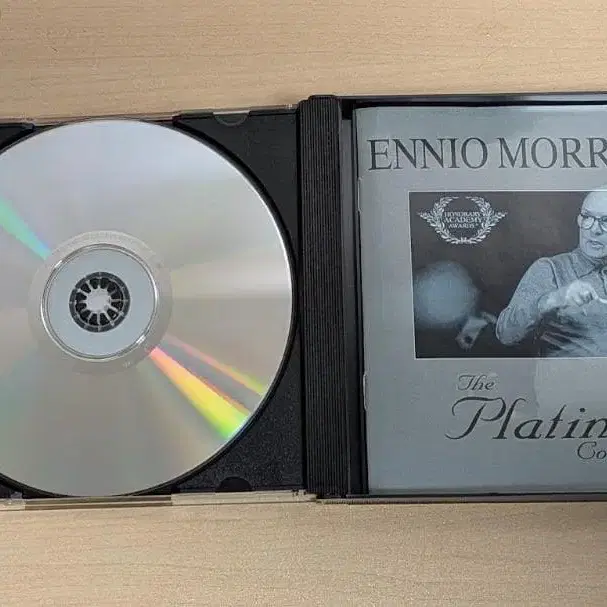 ENNIO MORR
HONORARY
ACADEMY
AWARDS
The
Platin
Co